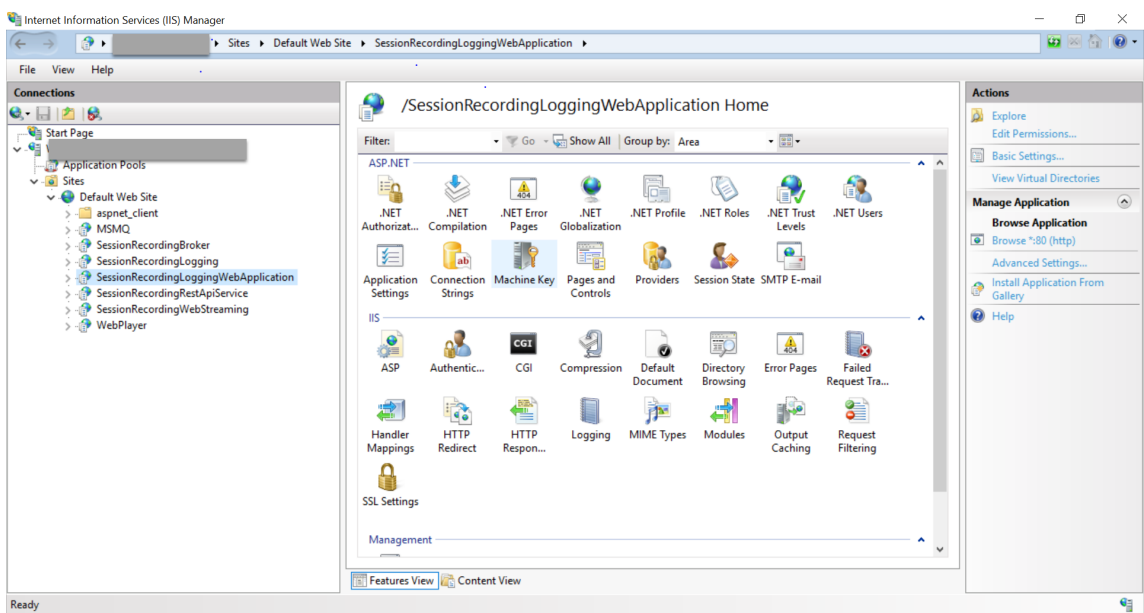 Internet Information Services (IIS) Manager
Sites Default Web Site SessionRecordingLoggingWebApplication
File View Help
Connections
Start Page
Application Pools
Sites
Default Web Site
aspnet_client
MSMQ
SessionRecordingBroker
SessionRecordingLogging
SessionRecordingLoggingWebApplication
SessionRecordingRestApiService
SessionRecordingWebStreaming
WebPlayer
/SessionRecordingLoggingWebApplication Home
Filter: Go Show All Group by: Area
ASP.NET
.NET Authorizat...
.NET Compilation
.NET Error Pages
.NET Globalization
.NET Profile
.NET Roles
.NET Trust Levels
.NET Users
Application Settings
Connection Strings
Machine Key
Pages and Controls
Providers
Session State
SMTP E-mail
IIS
ASP
Authentic...
CGI
Compression
Default Document
Directory Browsing
Error Pages
Failed Request Tra...
Handler Mappings
HTTP Redirect
HTTP Respon...
Logging
MIME Types
Modules
Output Caching
Request Filtering
SSL Settings
Management
Features View Content View
Actions
Explore
Edit Permissions...
Basic Settings...
View Virtual Directories
Manage Application
Browse Application
Browse *:80 (http)
Advanced Settings...
Install Application From
Gallery
Help
Ready